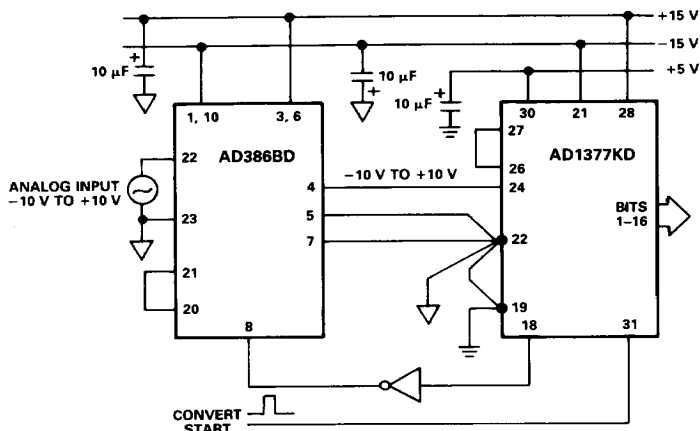 +15 V
−15 V
+5 V
10 μF
+
10 μF
+
10 μF
+
1, 10
3, 6
30
21
28
AD386BD
AD1377KD
22
ANALOG INPUT
−10 V TO +10 V
23
21
20
8
4
5
7
−10 V TO +10 V
27
26
24
22
19
18
31
BITS
1–16
CONVERT
START